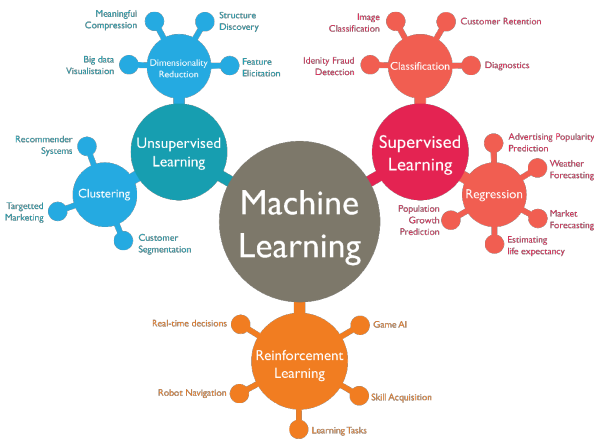 Meaningful
Compression
Structure
Discovery
Big data
Visualistaion
Dimensionality
Reduction
Feature
Elicitation
Unsupervised
Learning
Recommender
Systems
Clustering
Targetted
Marketing
Customer
Segmentation
Machine
Learning
Image
Classification
Customer Retention
Idenity Fraud
Detection
Classification
Diagnostics
Supervised
Learning
Advertising Popularity
Prediction
Weather
Forecasting
Regression
Population
Growth
Prediction
Market
Forecasting
Estimating
life expectancy
Real-time decisions
Game AI
Reinforcement
Learning
Robot Navigation
Skill Acquisition
Learning Tasks